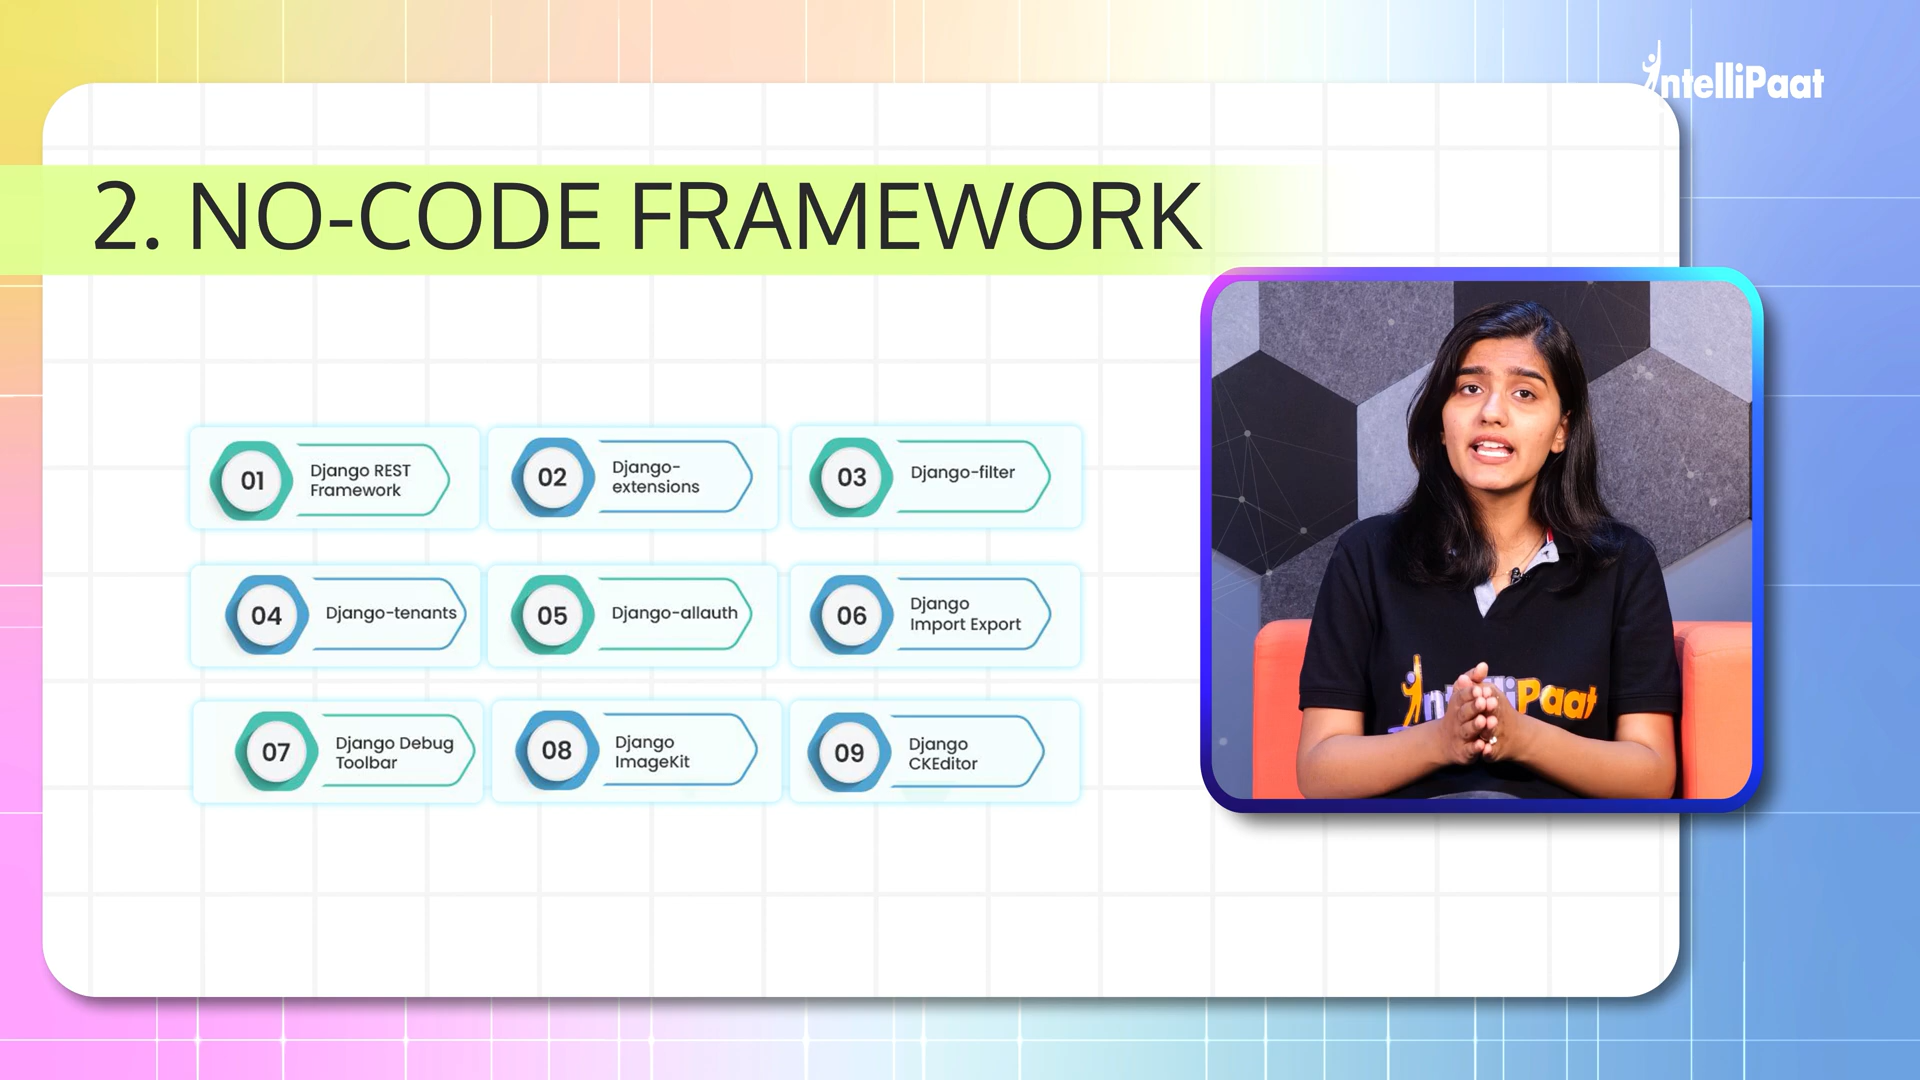 IntelliPaat
2. NO-CODE FRAMEWORK
01
Django REST
Framework
02
Django-
extensions
03
Django-filter
04
Django-tenants
05
Django-allauth
06
Django
Import Export
07
Django Debug
Toolbar
08
Django
ImageKit
09
Django
CKEditor
IntelliPaat